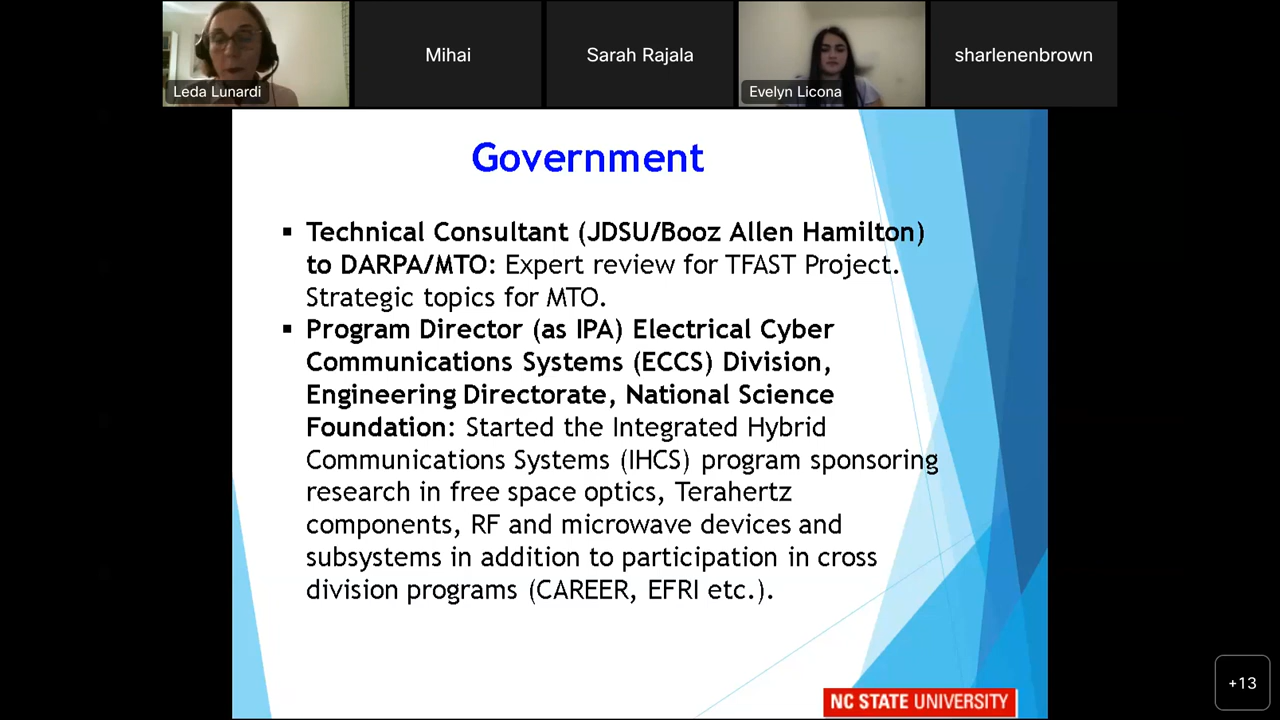 Leda Lunardi
Mihai
Sarah Rajala
Evelyn Licona
sharlenenbrown
Government
▪ Technical Consultant (JDSU/Booz Allen Hamilton)
to DARPA/MTO: Expert review for TFAST Project.
Strategic topics for MTO.
▪ Program Director (as IPA) Electrical Cyber
Communications Systems (ECCS) Division,
Engineering Directorate, National Science
Foundation: Started the Integrated Hybrid
Communications Systems (IHCS) program sponsoring
research in free space optics, Terahertz
components, RF and microwave devices and
subsystems in addition to participation in cross
division programs (CAREER, EFRI etc.).
+13
NC STATE UNIVERSITY